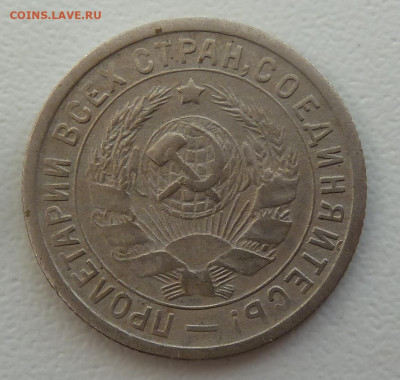 COINS.LAVE.RU
ПРОЛЕТАРИИ ВСЕХ СТРАН, СОЕДИНЯЙТЕСЬ! —